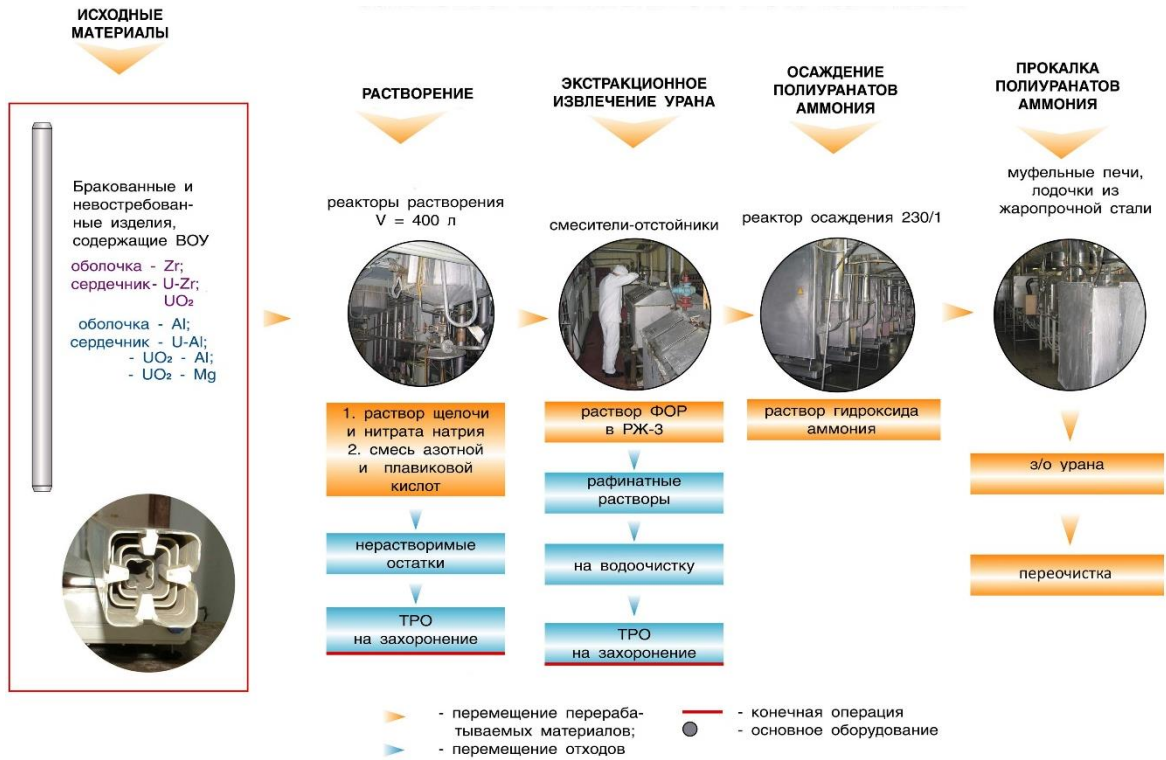 ИСХОДНЫЕ
МАТЕРИАЛЫ
Бракованные и
невостребован-
ные изделия,
содержащие ВОУ
оболочка - Zr;
сердечник- U-Zr;
UO₂
оболочка - Al;
сердечник - U-Al;
- UO₂ - Al;
- UO₂ - Mg
РАСТВОРЕНИЕ
реакторы растворения
V = 400 л
1. раствор щелочи
и нитрата натрия
2. смесь азотной
и плавиковой
кислот
нерастворимые
остатки
ТРО
на захоронение
ЭКСТРАКЦИОННОЕ
ИЗВЛЕЧЕНИЕ УРАНА
смесители-отстойники
раствор ФОР
в РЖ-3
рафинатные
растворы
на водоочистку
ТРО
на захоронение
ОСАЖДЕНИЕ
ПОЛИУРАНАТОВ
АММОНИЯ
реактор осаждения 230/1
раствор гидроксида
аммония
ПРОКАЛКА
ПОЛИУРАНАТОВ
АММОНИЯ
муфельные печи,
лодочки из
жаропрочной стали
з/о урана
переочистка
- перемещение перераба-
тываемых материалов;
- перемещение отходов
- конечная операция
- основное оборудование